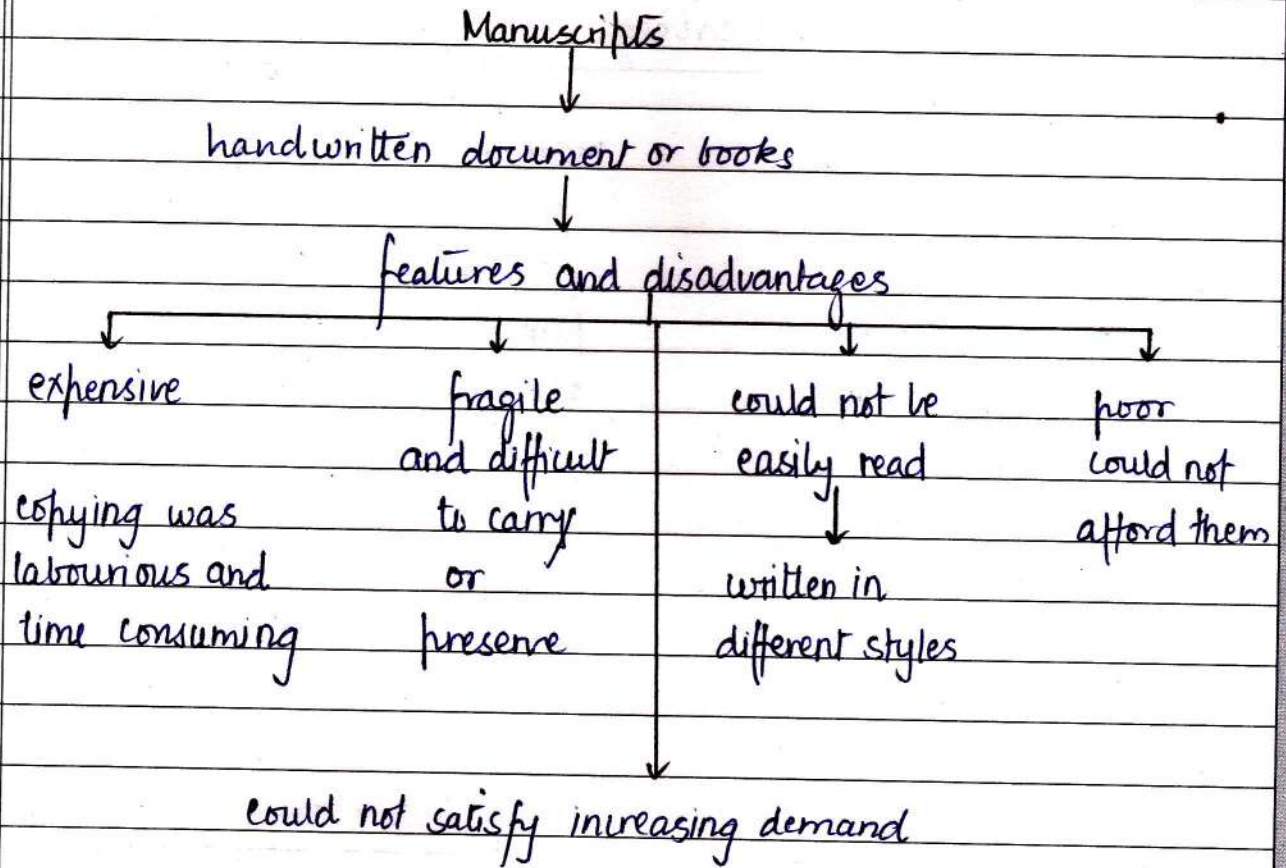 Manuscripts
handwritten document or books
features and disadvantages
expensive
copying was
labourious and
time consuming
fragile
and difficult
to carry
or
preserve
could not be
easily read
written in
different styles
poor
could not
afford them
could not satisfy increasing demand